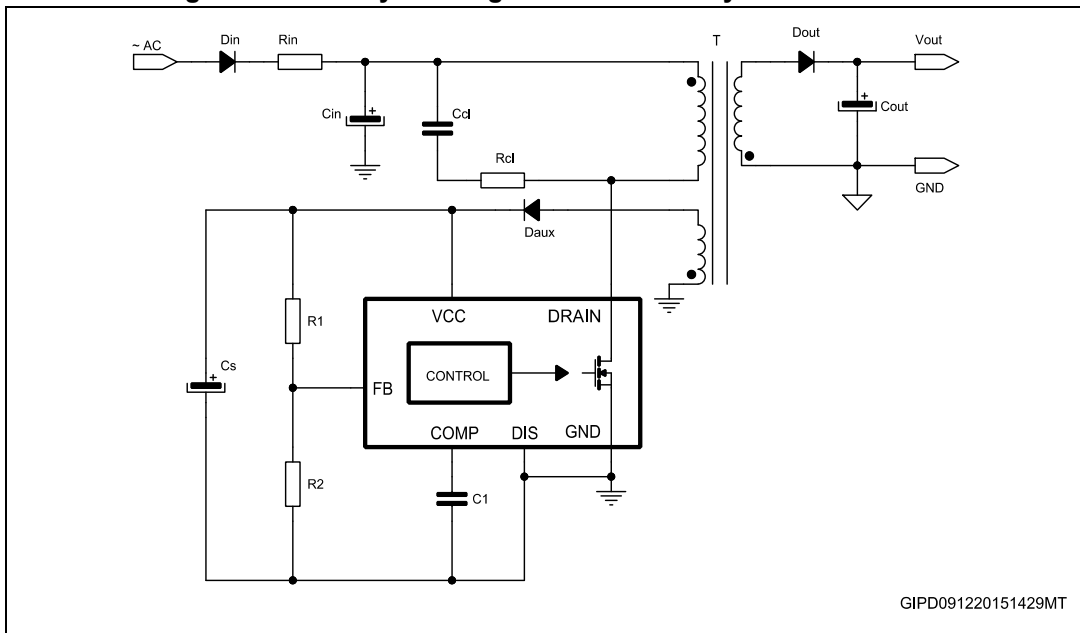 ~ AC
Din
Rin
T
Dout
Vout
Cin
+
Ccl
+
Cout
Rcl
GND
Daux
R1
VCC
DRAIN
Cs
+
CONTROL
FB
COMP
DIS
GND
R2
C1
GIPD091220151429MT